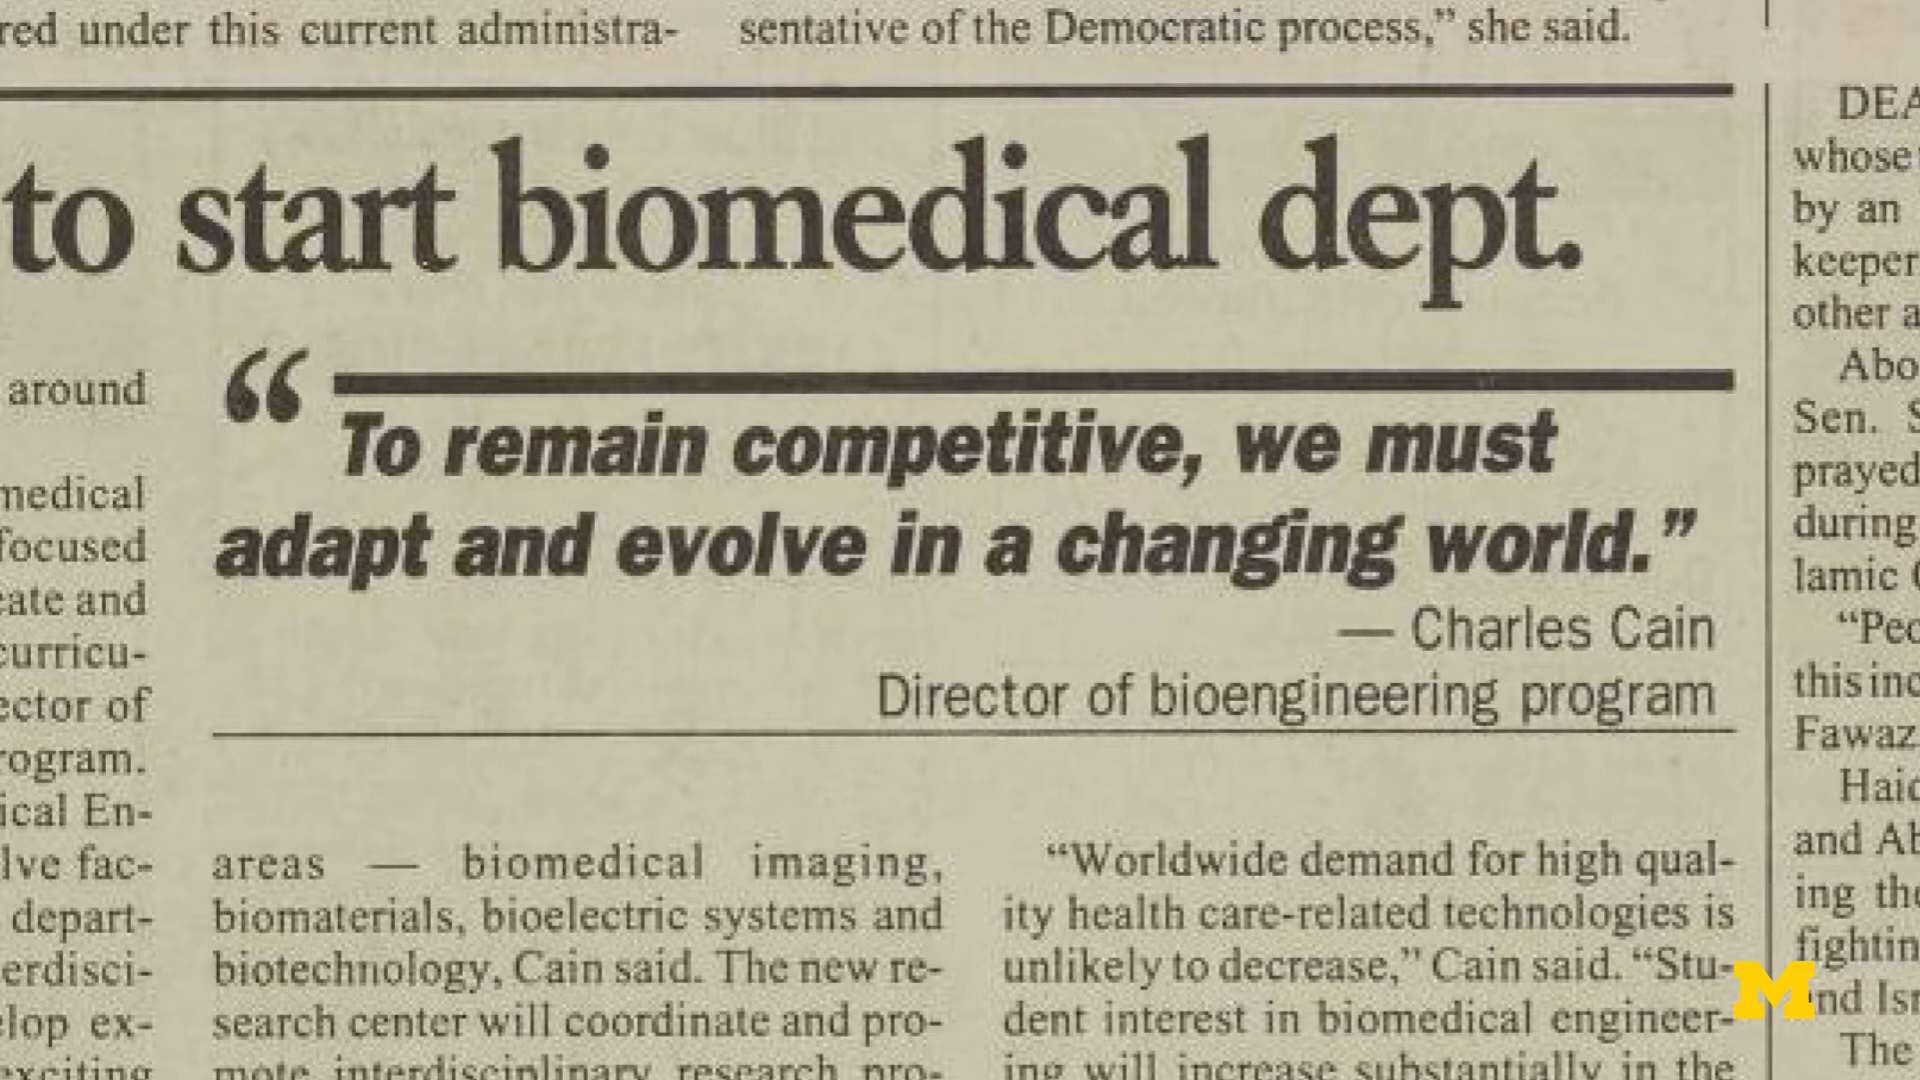 red under this current administra-
sentative of the Democratic process,” she said.
to start biomedical dept.
around
medical
focused
eate and
curricu-
ector of
rogram.
ical En-
lve fac-
depart-
erdisci-
elop ex-
exciting
“To remain competitive, we must
adapt and evolve in a changing world.”
— Charles Cain
Director of bioengineering program
areas — biomedical imaging,
biomaterials, bioelectric systems and
biotechnology, Cain said. The new re-
search center will coordinate and pro-
mote interdisciplinary research pro-
“Worldwide demand for high qual-
ity health care-related technologies is
unlikely to decrease,” Cain said. “Stu-
dent interest in biomedical engineer-
ing will increase substantially in the
DEA
whose
by an
keeper
other a
Abo
Sen. S
prayed
during
lamic
“Peo
this inc
Fawaz
Haid
and Ab
ing the
fightin
and Isr
The
M